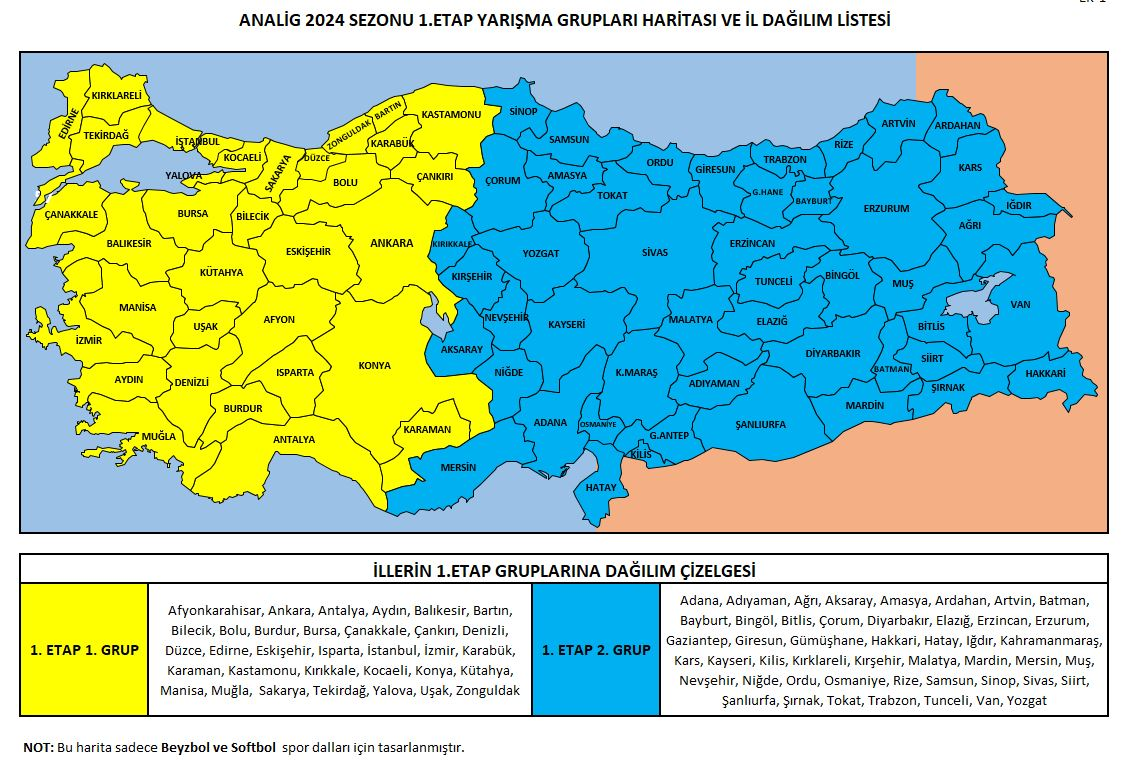 ANALİG 2024 SEZONU 1.ETAP YARIŞMA GRUPLARI HARİTASI VE İL DAĞILIM LİSTESİ
KIRKLARELİ
EDİRNE
TEKİRDAĞ
İSTANBUL
KOCAELİ
YALOVA
SAKARYA
DÜZCE
ZONGULDAK
BARTIN
KARABÜK
KASTAMONU
SİNOP
SAMSUN
ORDU
GİRESUN
TRABZON
RİZE
ARTVİN
ARDAHAN
ÇANAKKALE
BURSA
BİLECİK
BOLU
ÇANKIRI
ÇORUM
AMASYA
TOKAT
G.HANE
BAYBURT
ERZURUM
KARS
IĞDIR
AĞRI
BALIKESİR
KÜTAHYA
ESKİŞEHİR
ANKARA
KIRIKKALE
YOZGAT
SİVAS
ERZİNCAN
TUNCELİ
BİNGÖL
MUŞ
VAN
MANİSA
UŞAK
AFYON
KIRŞEHİR
NEVŞEHİR
KAYSERİ
MALATYA
ELAZIĞ
BİTLİS
İZMİR
AKSARAY
DİYARBAKIR
SİİRT
AYDIN
DENİZLİ
ISPARTA
KONYA
NİĞDE
K.MARAŞ
ADIYAMAN
BATMAN
ŞIRNAK
HAKKARİ
BURDUR
MARDİN
MUĞLA
ANTALYA
KARAMAN
ADANA
OSMANİYE
G.ANTEP
ŞANLIURFA
KİLİS
MERSİN
HATAY
İLLERİN 1.ETAP GRUPLARINA DAĞILIM ÇİZELGESİ
1. ETAP 1. GRUP
Afyonkarahisar, Ankara, Antalya, Aydın, Balıkesir, Bartın,
Bilecik, Bolu, Burdur, Bursa, Çanakkale, Çankırı, Denizli,
Düzce, Edirne, Eskişehir, Isparta, İstanbul, İzmir, Karabük,
Karaman, Kastamonu, Kırıkkale, Kocaeli, Konya, Kütahya,
Manisa, Muğla, Sakarya, Tekirdağ, Yalova, Uşak, Zonguldak
1. ETAP 2. GRUP
Adana, Adıyaman, Ağrı, Aksaray, Amasya, Ardahan, Artvin, Batman,
Bayburt, Bingöl, Bitlis, Çorum, Diyarbakır, Elazığ, Erzincan, Erzurum,
Gaziantep, Giresun, Gümüşhane, Hakkari, Hatay, Iğdır, Kahramanmaraş,
Kars, Kayseri, Kilis, Kırklareli, Kırşehir, Malatya, Mardin, Mersin, Muş,
Nevşehir, Niğde, Ordu, Osmaniye, Rize, Samsun, Sinop, Sivas, Siirt,
Şanlıurfa, Şırnak, Tokat, Trabzon, Tunceli, Van, Yozgat
NOT: Bu harita sadece Beyzbol ve Softbol spor dalları için tasarlanmıştır.